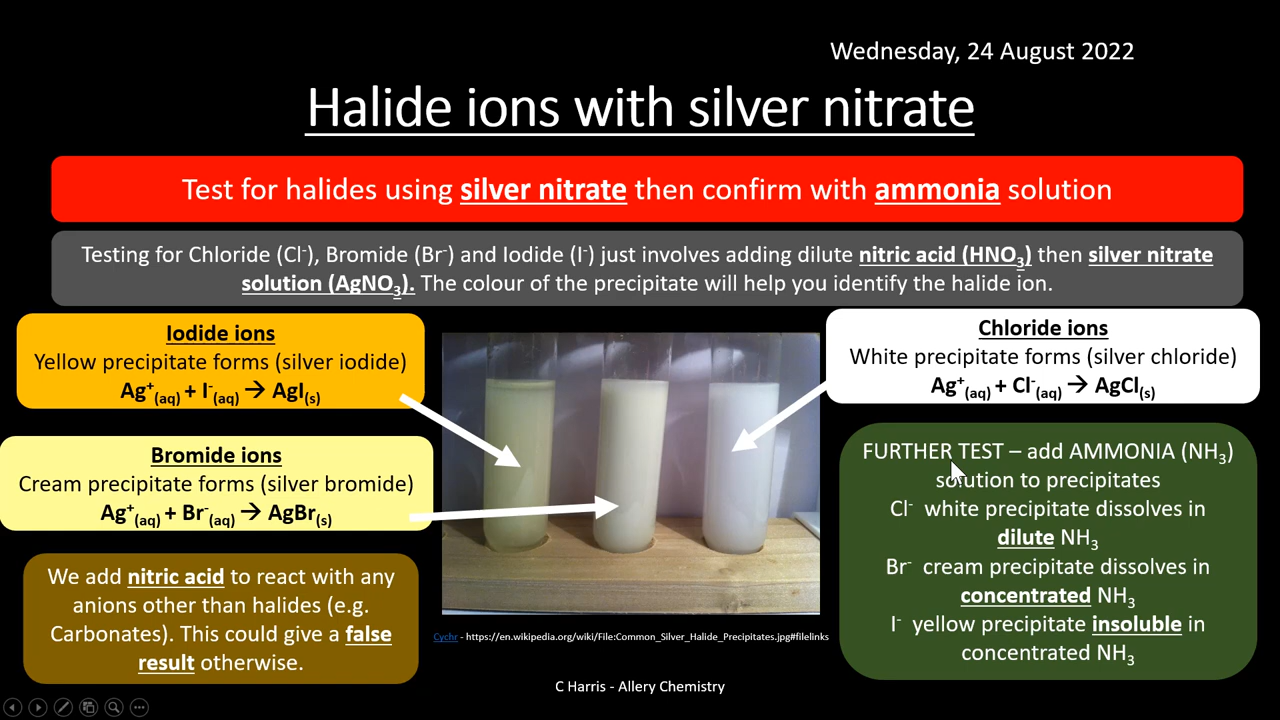 Wednesday, 24 August 2022
Halide ions with silver nitrate
Test for halides using silver nitrate then confirm with ammonia solution
Testing for Chloride (Cl⁻), Bromide (Br⁻) and Iodide (I⁻) just involves adding dilute nitric acid (HNO₃) then silver nitrate
solution (AgNO₃). The colour of the precipitate will help you identify the halide ion.
Iodide ions
Yellow precipitate forms (silver iodide)
Ag⁺(aq) + I⁻(aq) → AgI(s)
Bromide ions
Cream precipitate forms (silver bromide)
Ag⁺(aq) + Br⁻(aq) → AgBr(s)
We add nitric acid to react with any
anions other than halides (e.g.
Carbonates). This could give a false
result otherwise.
Chloride ions
White precipitate forms (silver chloride)
Ag⁺(aq) + Cl⁻(aq) → AgCl(s)
FURTHER TEST – add AMMONIA (NH₃)
solution to precipitates
Cl⁻ white precipitate dissolves in
dilute NH₃
Br⁻ cream precipitate dissolves in
concentrated NH₃
I⁻ yellow precipitate insoluble in
concentrated NH₃
Cychr - https://en.wikipedia.org/wiki/File:Common_Silver_Halide_Precipitates.jpg#filelinks
C Harris - Allery Chemistry